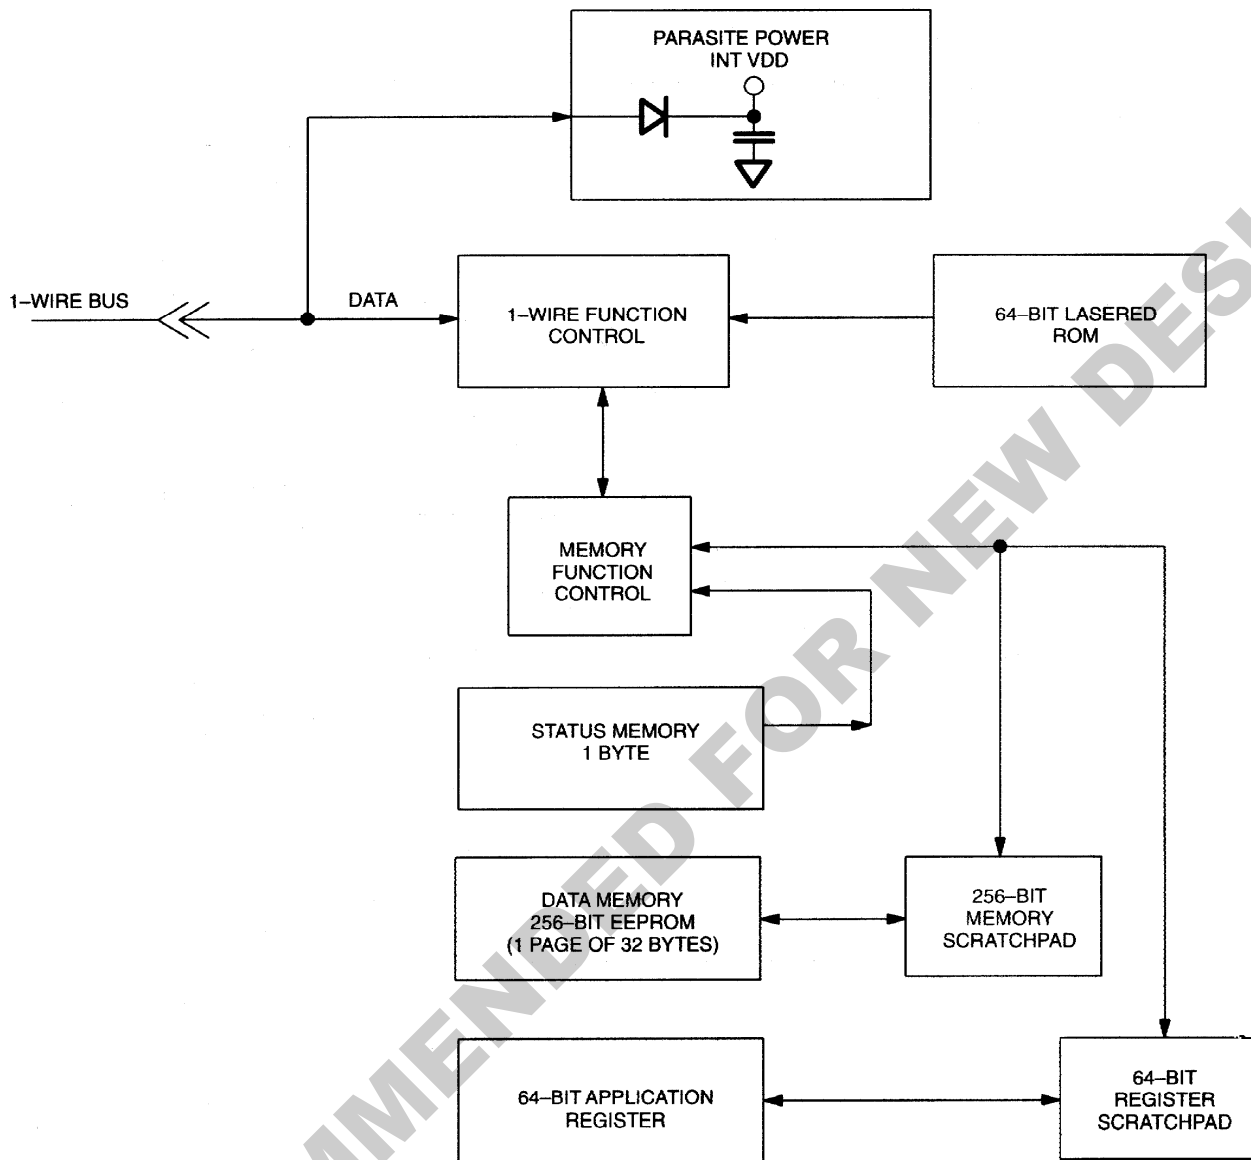 PARASITE POWER
INT VDD
1–WIRE BUS
DATA
1–WIRE FUNCTION
CONTROL
64–BIT LASERED
ROM
MEMORY
FUNCTION
CONTROL
STATUS MEMORY
1 BYTE
DATA MEMORY
256–BIT EEPROM
(1 PAGE OF 32 BYTES)
256–BIT
MEMORY
SCRATCHPAD
64–BIT APPLICATION
REGISTER
64–BIT
REGISTER
SCRATCHPAD
FOR NEW